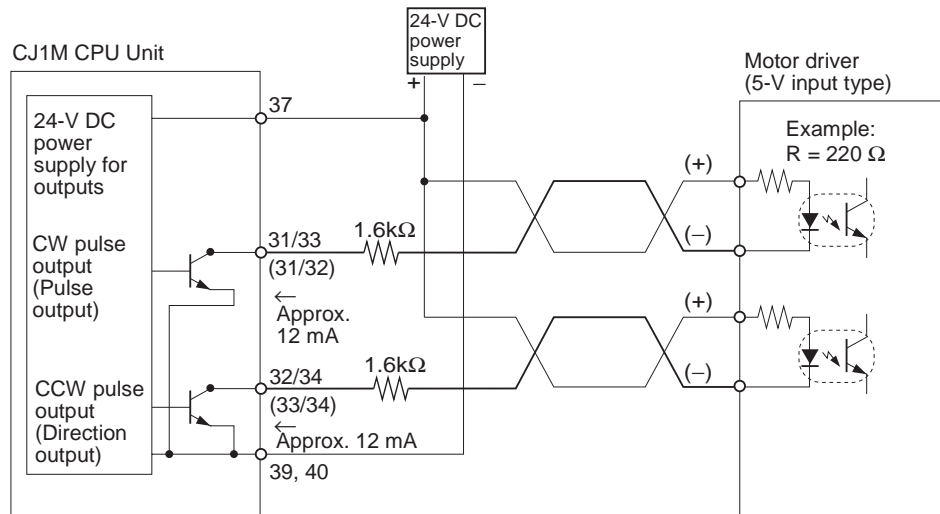 24-V DC
power
supply
+
−
CJ1M CPU Unit
Motor driver
(5-V input type)
37
24-V DC
power
supply for
outputs
Example:
R = 220 Ω
(+)
1.6kΩ
31/33
(31/32)
(−)
CW pulse
output
(Pulse
output)
←
Approx.
12 mA
(+)
1.6kΩ
32/34
(33/34)
(−)
CCW pulse
output
(Direction
output)
←
Approx. 12 mA
39, 40